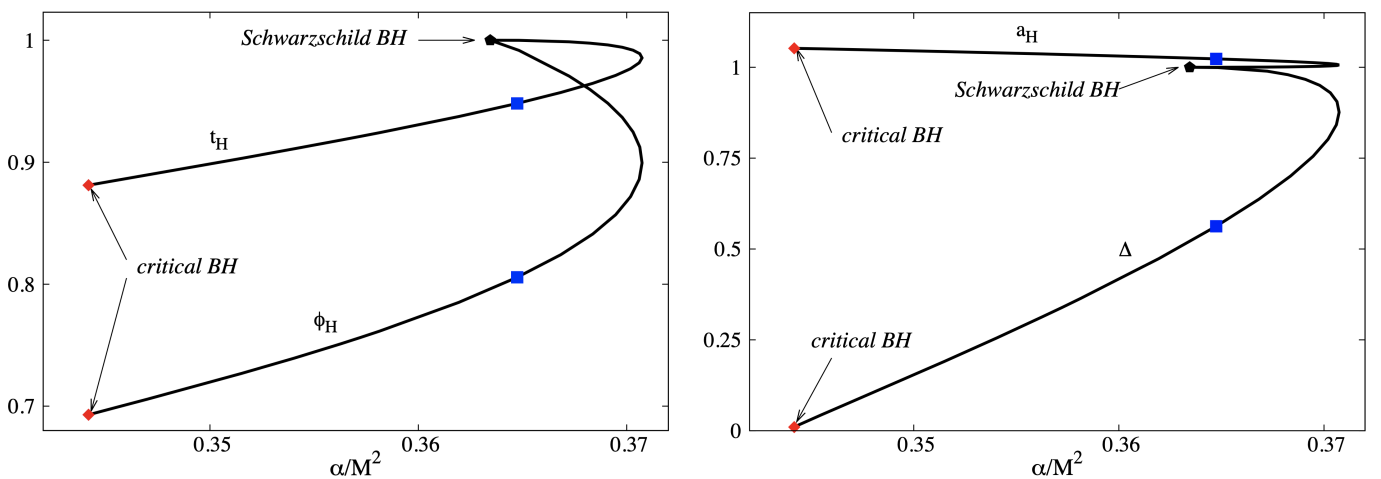 1
0.9
0.8
0.7
Schwarzschild BH
t_H
critical BH
ϕ_H
0.35
0.36
0.37
α/M^2
1
0.75
0.5
0.25
0
a_H
Schwarzschild BH
critical BH
Δ
critical BH
0.35
0.36
0.37
α/M^2